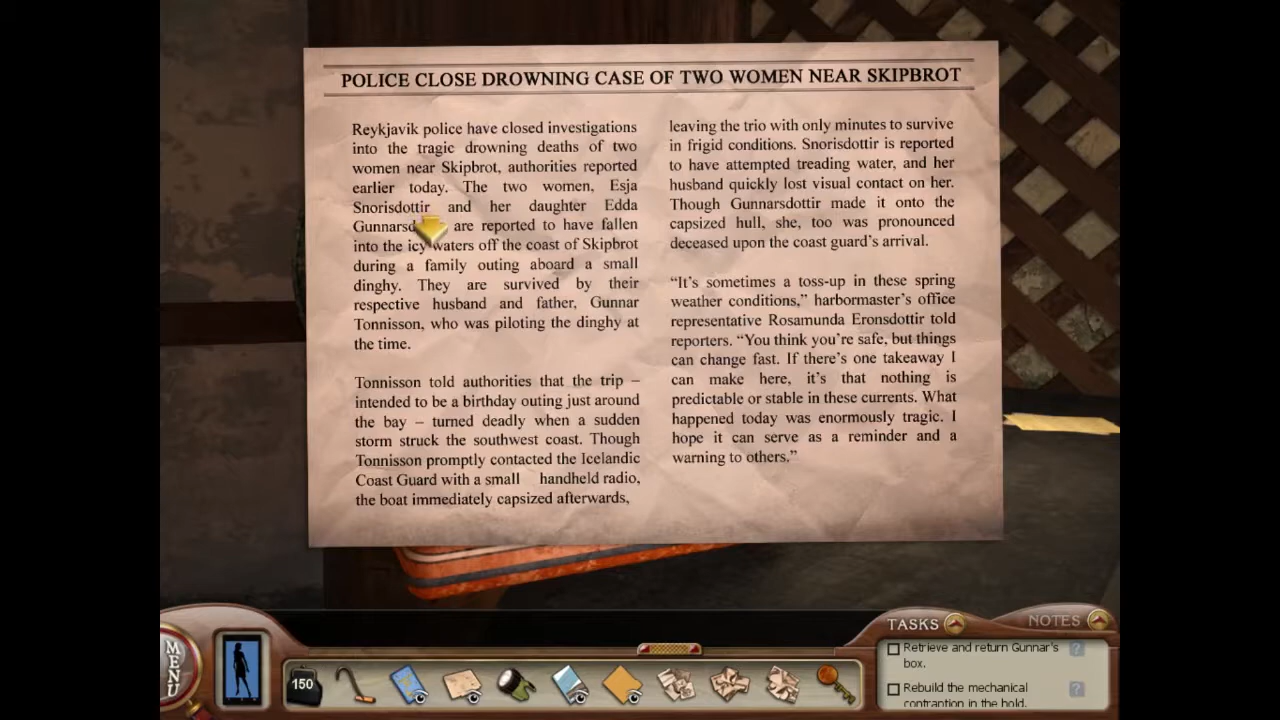 POLICE CLOSE DROWNING CASE OF TWO WOMEN NEAR SKIPBROT
Reykjavik police have closed investigations
into the tragic drowning deaths of two
women near Skipbrot, authorities reported
earlier today. The two women, Esja
Snorisdottir and her daughter Edda
Gunnarsd are reported to have fallen
into the icy waters off the coast of Skipbrot
during a family outing aboard a small
dinghy. They are survived by their
respective husband and father, Gunnar
Tonnisson, who was piloting the dinghy at
the time.
Tonnisson told authorities that the trip –
intended to be a birthday outing just around
the bay – turned deadly when a sudden
storm struck the southwest coast. Though
Tonnisson promptly contacted the Icelandic
Coast Guard with a small handheld radio,
the boat immediately capsized afterwards,
leaving the trio with only minutes to survive
in frigid conditions. Snorisdottir is reported
to have attempted treading water, and her
husband quickly lost visual contact on her.
Though Gunnarsdottir made it onto the
capsized hull, she, too was pronounced
deceased upon the coast guard's arrival.
“It's sometimes a toss-up in these spring
weather conditions,” harbormaster's office
representative Rosamunda Eronsdottir told
reporters. “You think you're safe, but things
can change fast. If there's one takeaway I
can make here, it's that nothing is
predictable or stable in these currents. What
happened today was enormously tragic. I
hope it can serve as a reminder and a
warning to others.”
MENU
150
TASKS
NOTES
Retrieve and return Gunnar's
box.
?
Rebuild the mechanical
contraption in the hold.
?